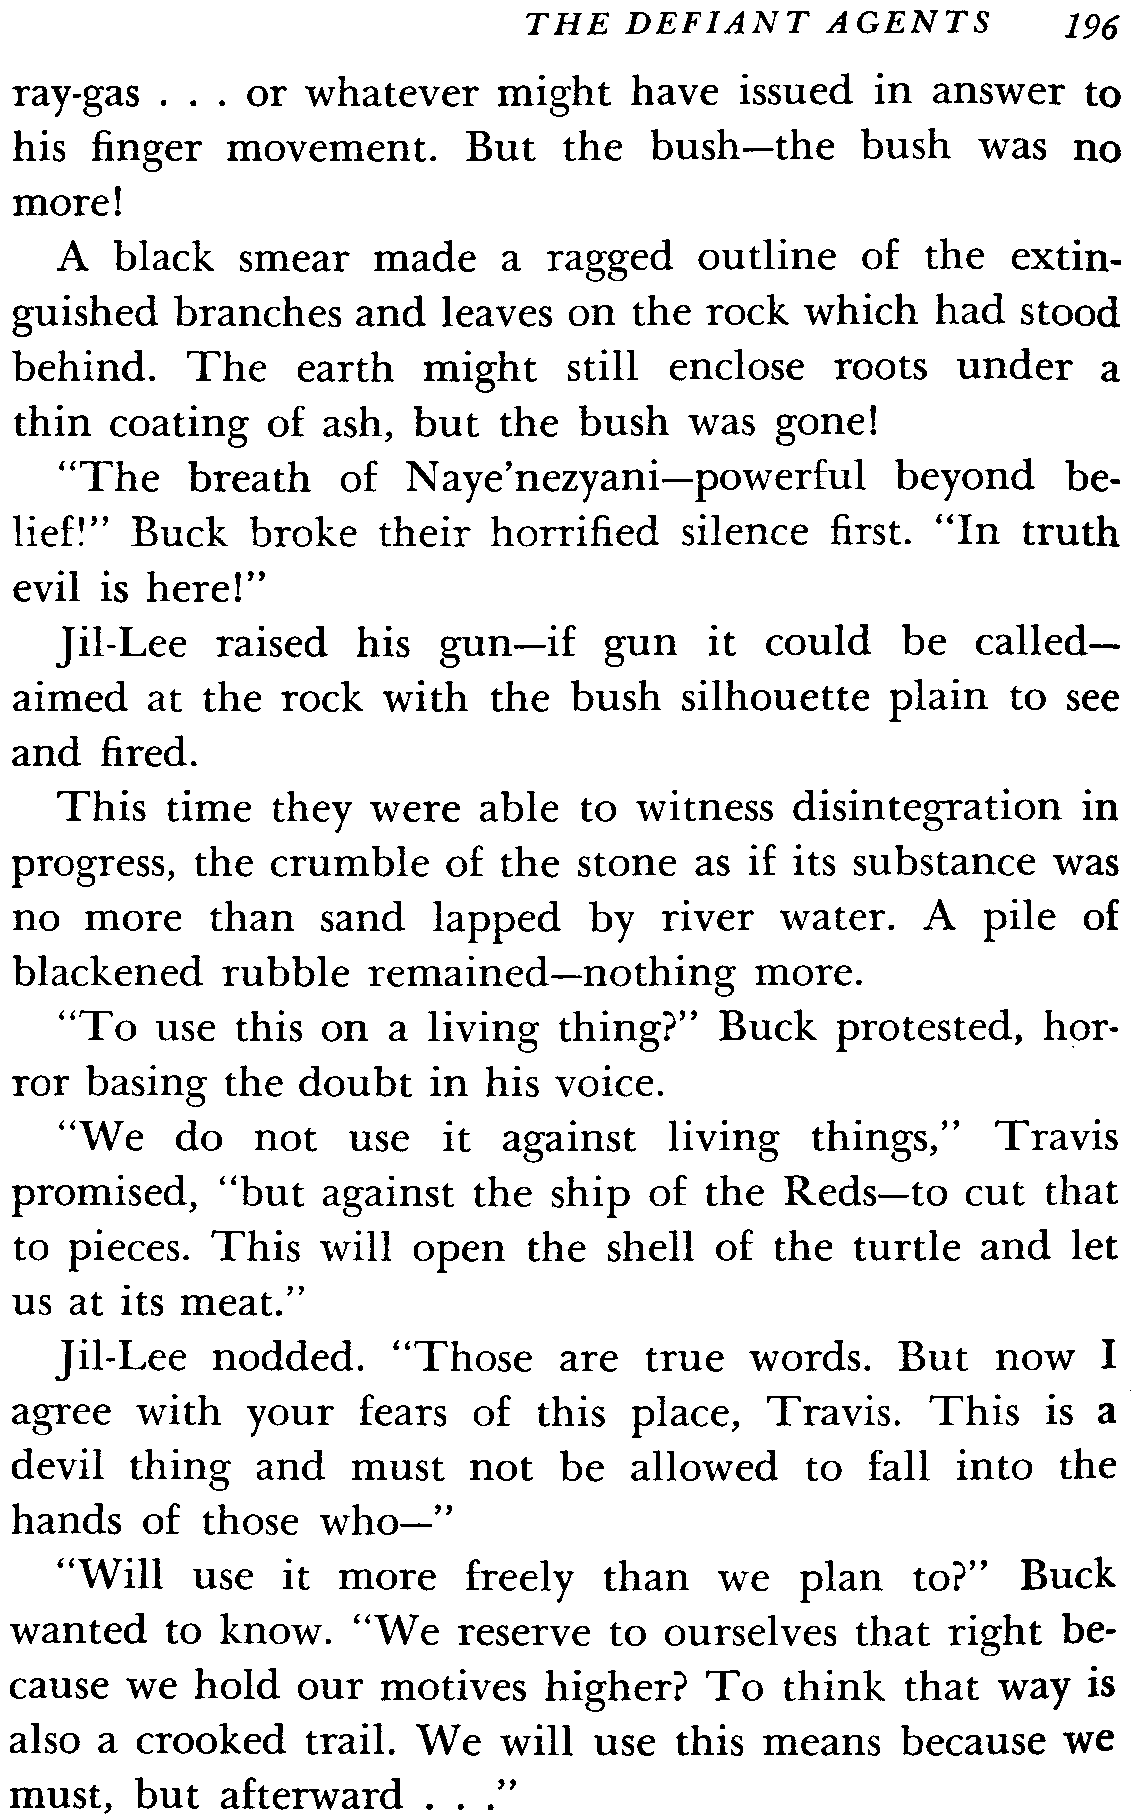 THE DEFIANT AGENTS 196
ray-gas . . . or whatever might have issued in answer to
his finger movement. But the bush—the bush was no
more!
A black smear made a ragged outline of the extin-
guished branches and leaves on the rock which had stood
behind. The earth might still enclose roots under a
thin coating of ash, but the bush was gone!
"The breath of Naye'nezyani—powerful beyond be-
lief!" Buck broke their horrified silence first. "In truth
evil is here!"
Jil-Lee raised his gun—if gun it could be called—
aimed at the rock with the bush silhouette plain to see
and fired.
This time they were able to witness disintegration in
progress, the crumble of the stone as if its substance was
no more than sand lapped by river water. A pile of
blackened rubble remained—nothing more.
"To use this on a living thing?" Buck protested, hor-
ror basing the doubt in his voice.
"We do not use it against living things," Travis
promised, "but against the ship of the Reds—to cut that
to pieces. This will open the shell of the turtle and let
us at its meat."
Jil-Lee nodded. "Those are true words. But now I
agree with your fears of this place, Travis. This is a
devil thing and must not be allowed to fall into the
hands of those who—"
"Will use it more freely than we plan to?" Buck
wanted to know. "We reserve to ourselves that right be-
cause we hold our motives higher? To think that way is
also a crooked trail. We will use this means because we
must, but afterward . . ."